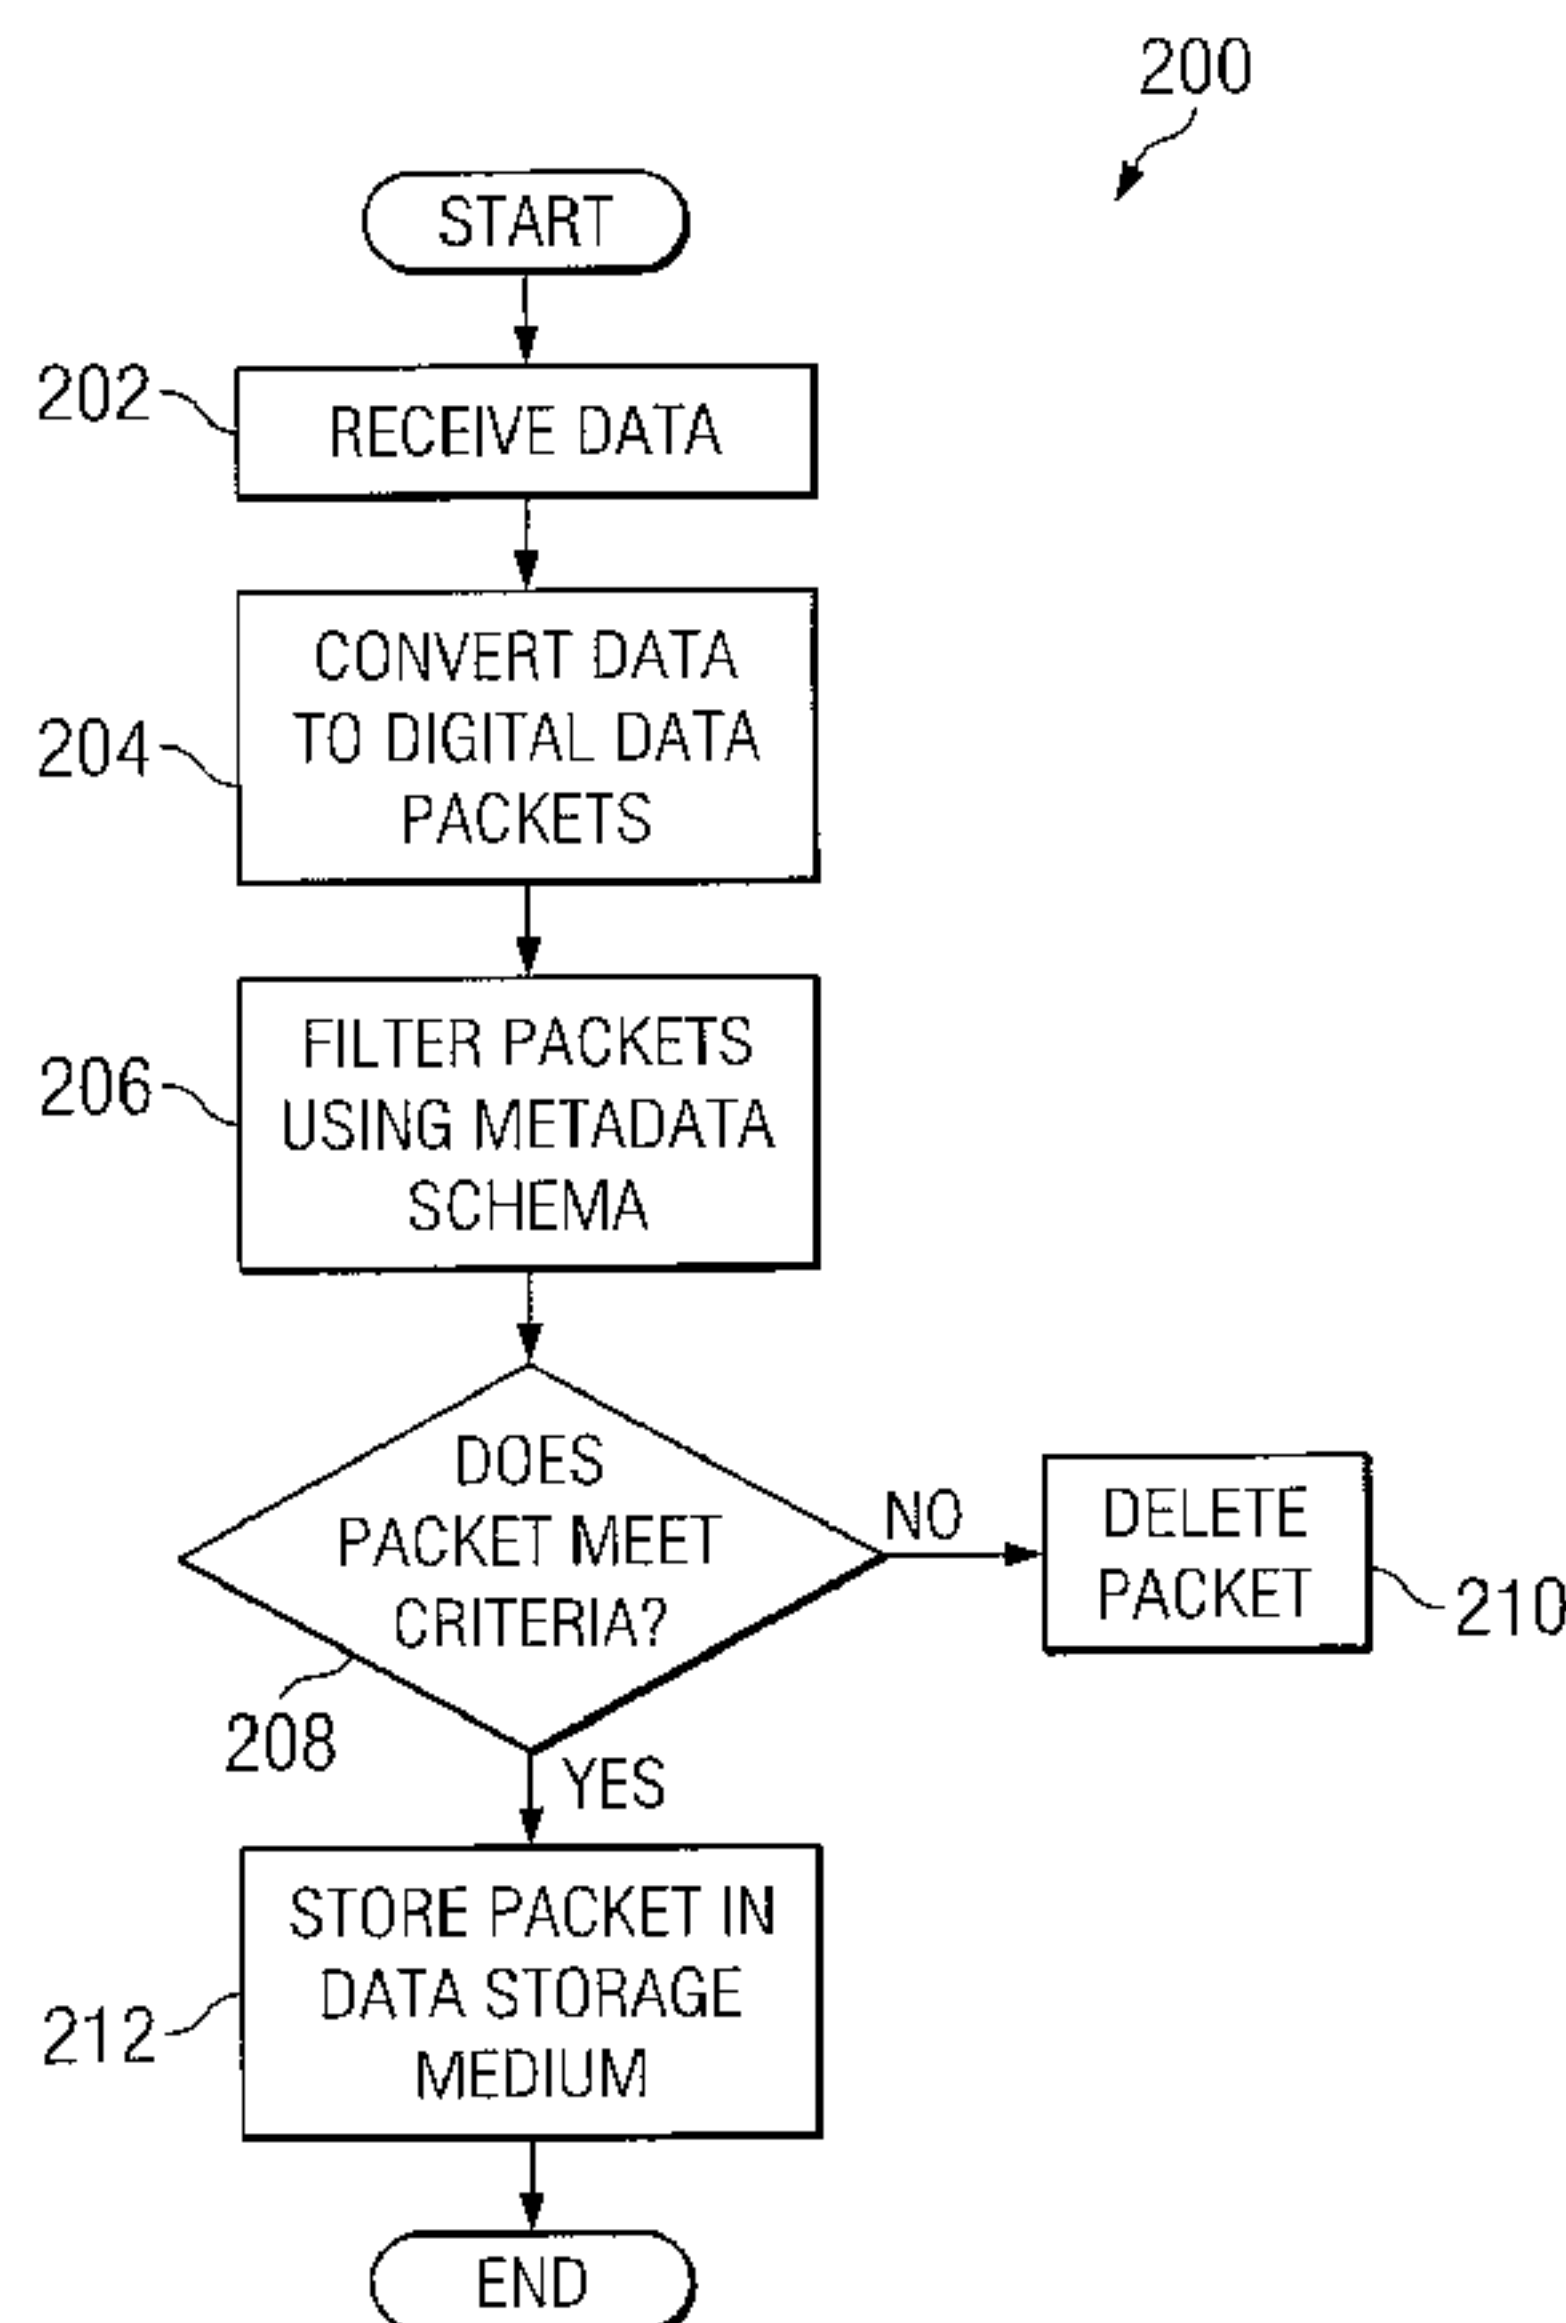 200
START
202
RECEIVE DATA
CONVERT DATA
TO DIGITAL DATA
PACKETS
204
FILTER PACKETS
USING METADATA
SCHEMA
206
DOES
PACKET MEET
CRITERIA?
208
NO
DELETE
PACKET
210
YES
STORE PACKET IN
DATA STORAGE
MEDIUM
212
END